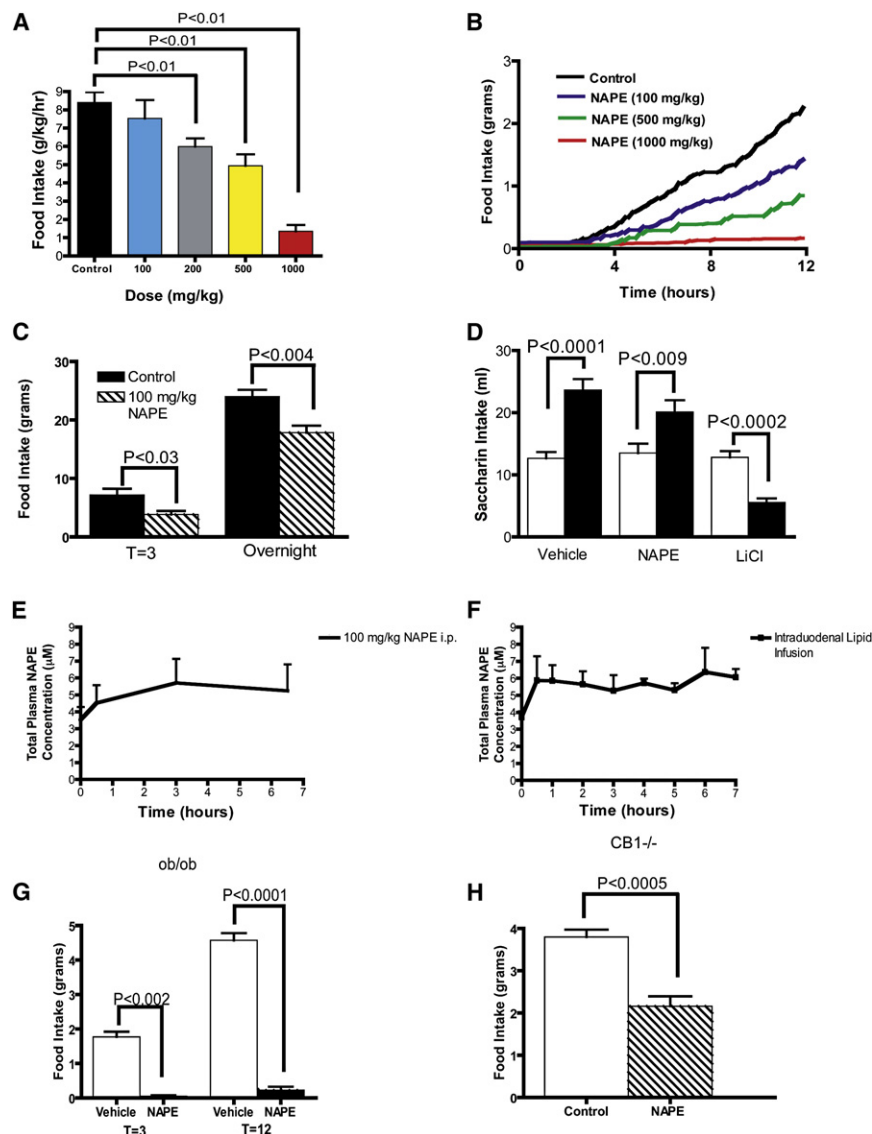 A
P<0.01
P<0.01
P<0.01
Food Intake (g/kg/hr)
9
8
7
6
5
4
3
2
1
0
Control 100 200 500 1000
Dose (mg/kg)
B
Food Intake (grams)
3
2
1
0
Control
NAPE (100 mg/kg)
NAPE (500 mg/kg)
NAPE (1000 mg/kg)
0 4 8 12
Time (hours)
C
Food Intake (grams)
30
20
10
0
Control
100 mg/kg
NAPE
P<0.004
P<0.03
T=3 Overnight
D
Saccharin Intake (ml)
30
20
10
0
P<0.0001
P<0.009
P<0.0002
Vehicle NAPE LiCl
E
Total Plasma NAPE
Concentration (μM)
9
8
7
6
5
4
3
2
1
0
100 mg/kg NAPE i.p.
0 1 2 3 4 5 6 7
Time (hours)
F
Total Plasma NAPE
Concentration (μM)
9
8
7
6
5
4
3
2
1
0
Intraduodenal Lipid
Infusion
0 1 2 3 4 5 6 7
Time (hours)
G
ob/ob
Food Intake (grams)
5
4
3
2
1
0
P<0.0001
P<0.002
Vehicle NAPE Vehicle NAPE
T=3 T=12
H
CB1-/-
P<0.0005
Food Intake (grams)
4
3
2
1
0
Control NAPE